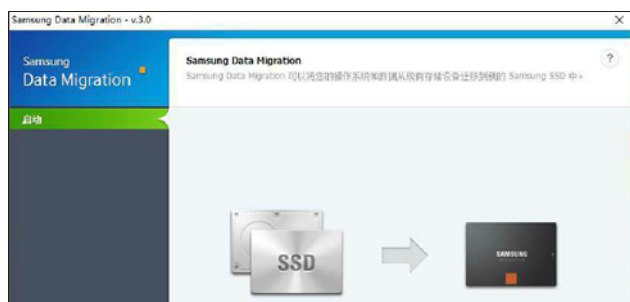 Samsung Data Migration - v.3.0
Samsung
Data Migration
Samsung Data Migration
Samsung Data Migration 可以将您的操作系统和数据从现有存储设备迁移到新的 Samsung SSD 中。
?
启动
SSD
SAMSUNG